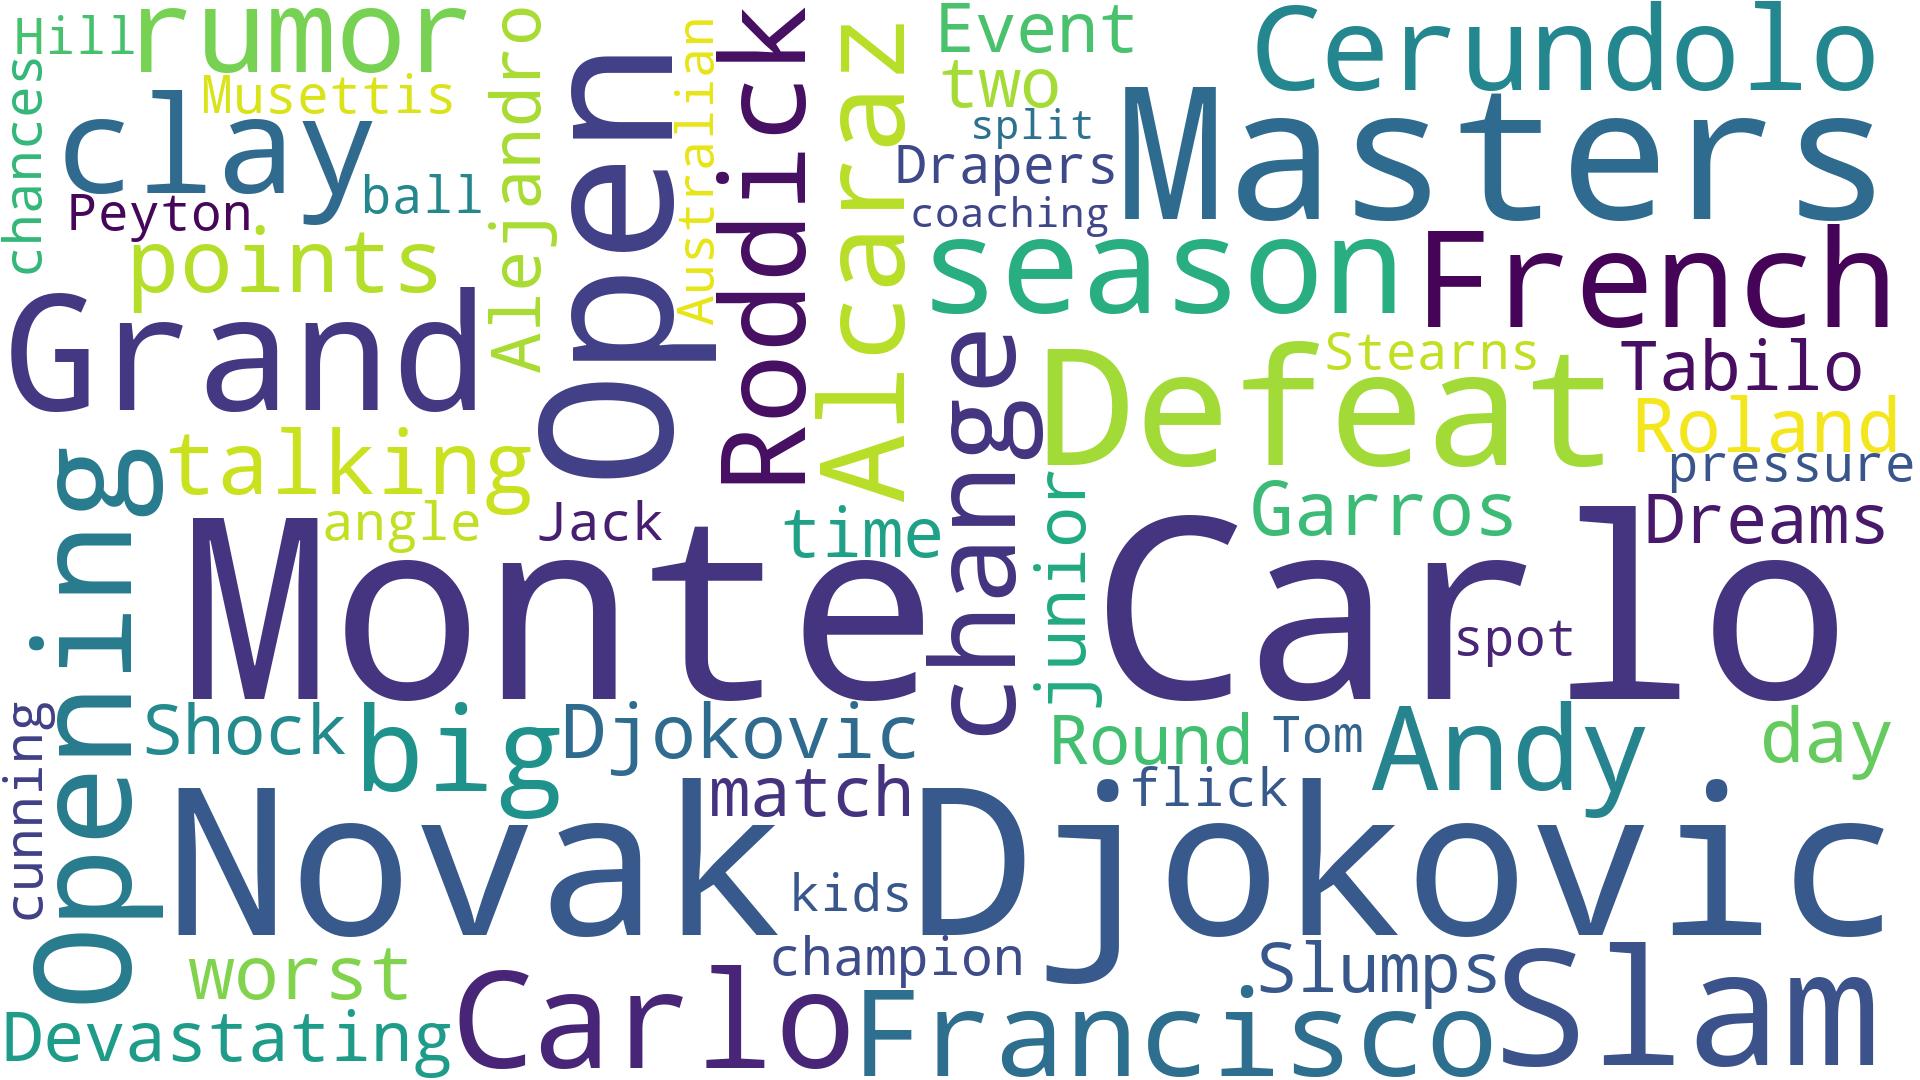 Hill
rumor
chances
Musettis
clay
ball
Peyton
points
Grand
Alejandro
Open
Australian
Roddick
Alcaraz
Event
two
split
Drapers
coaching
Cerundolo
Masters
season
French
change
Defeat
Stearns
Tabilo
Roland
pressure
Garros
Dreams
talking
angle
Jack
time
junior
Opening
Monte Carlo
spot
cunning
Shock
big
Djokovic
match
Round
Tom
flick
Andy
day
Novak Djokovic
kids
worst
champion
Slumps
Slam
Devastating
Carlo
Francisco